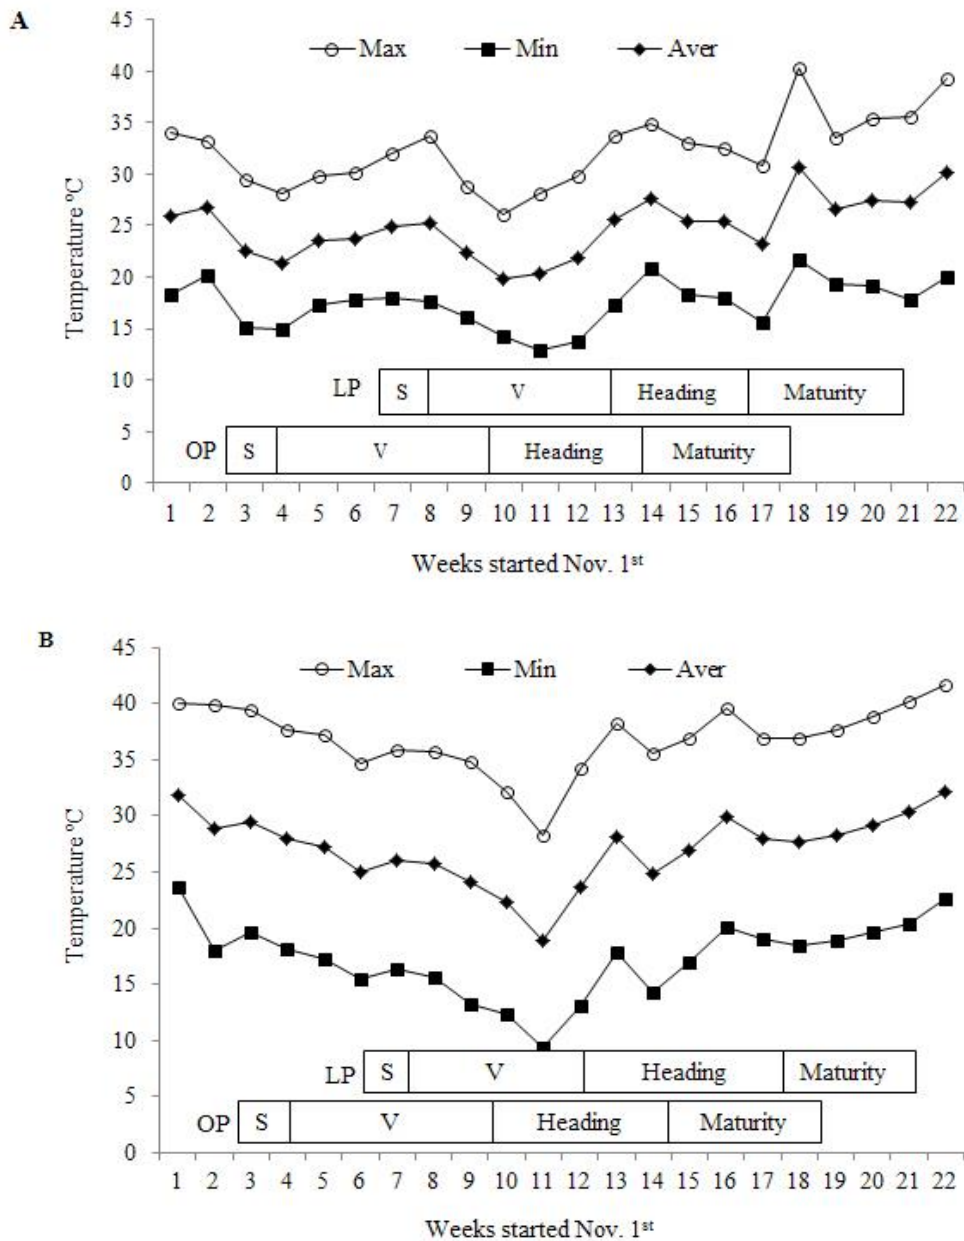 A
Max Min Aver
45
40
35
30
25
20
15
10
5
0
Temperature ºC
LP S V Heading Maturity
OP S V Heading Maturity
1 2 3 4 5 6 7 8 9 10 11 12 13 14 15 16 17 18 19 20 21 22
Weeks started Nov. 1st
B
Max Min Aver
45
40
35
30
25
20
15
10
5
0
Temperature ºC
LP S V Heading Maturity
OP S V Heading Maturity
1 2 3 4 5 6 7 8 9 10 11 12 13 14 15 16 17 18 19 20 21 22
Weeks started Nov. 1st